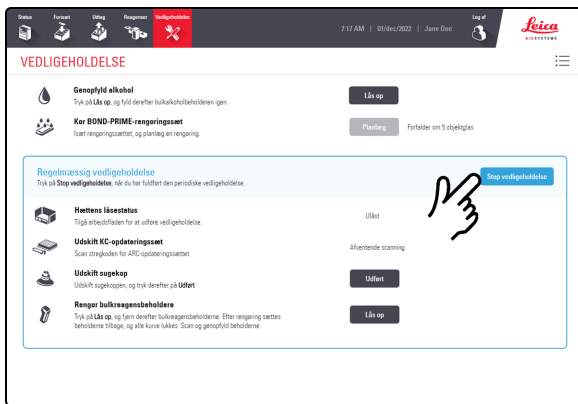 Status
Forisæt
Udtag
Reagenser
Vedligeholdelse
7:17 AM | 01/dec/2022 | Jane Doe
Log af
Leica
BIOSYSTEMS
VEDLIGEHOLDELSE
Genopfyld alkohol
Tryk på Lås op, og fyld derefter bulkalkoholbeholderen igen.
Lås op
Kør BOND-PRIME-rengøringssæt
Isæt rengøringssættet, og planlæg en rengøring.
Planlæg
Forfalder om 5 objektglas
Regelmæssig vedligeholdelse
Tryk på Stop vedligeholdelse, når du har fuldført den periodiske vedligeholdelse.
Stop vedligeholdelse
Hættens låsestatus
Tilgå arbejdsfladen for at udføre vedligeholdelse.
Ulåst
Udskift KC-opdateringssæt
Scan stregkoden for ARC-opdateringssættet.
Afventende scanning
Udskift sugekop
Udskift sugekoppen, og tryk derefter på Udført
Udført
Rengør bulkreagensbeholdere
Tryk på Lås op, og fjern derefter bulkreagensbeholderne. Efter rengøring sættes
beholderne tilbage, og alle kurve lukkes. Scan og genopfyld beholderne.
Lås op